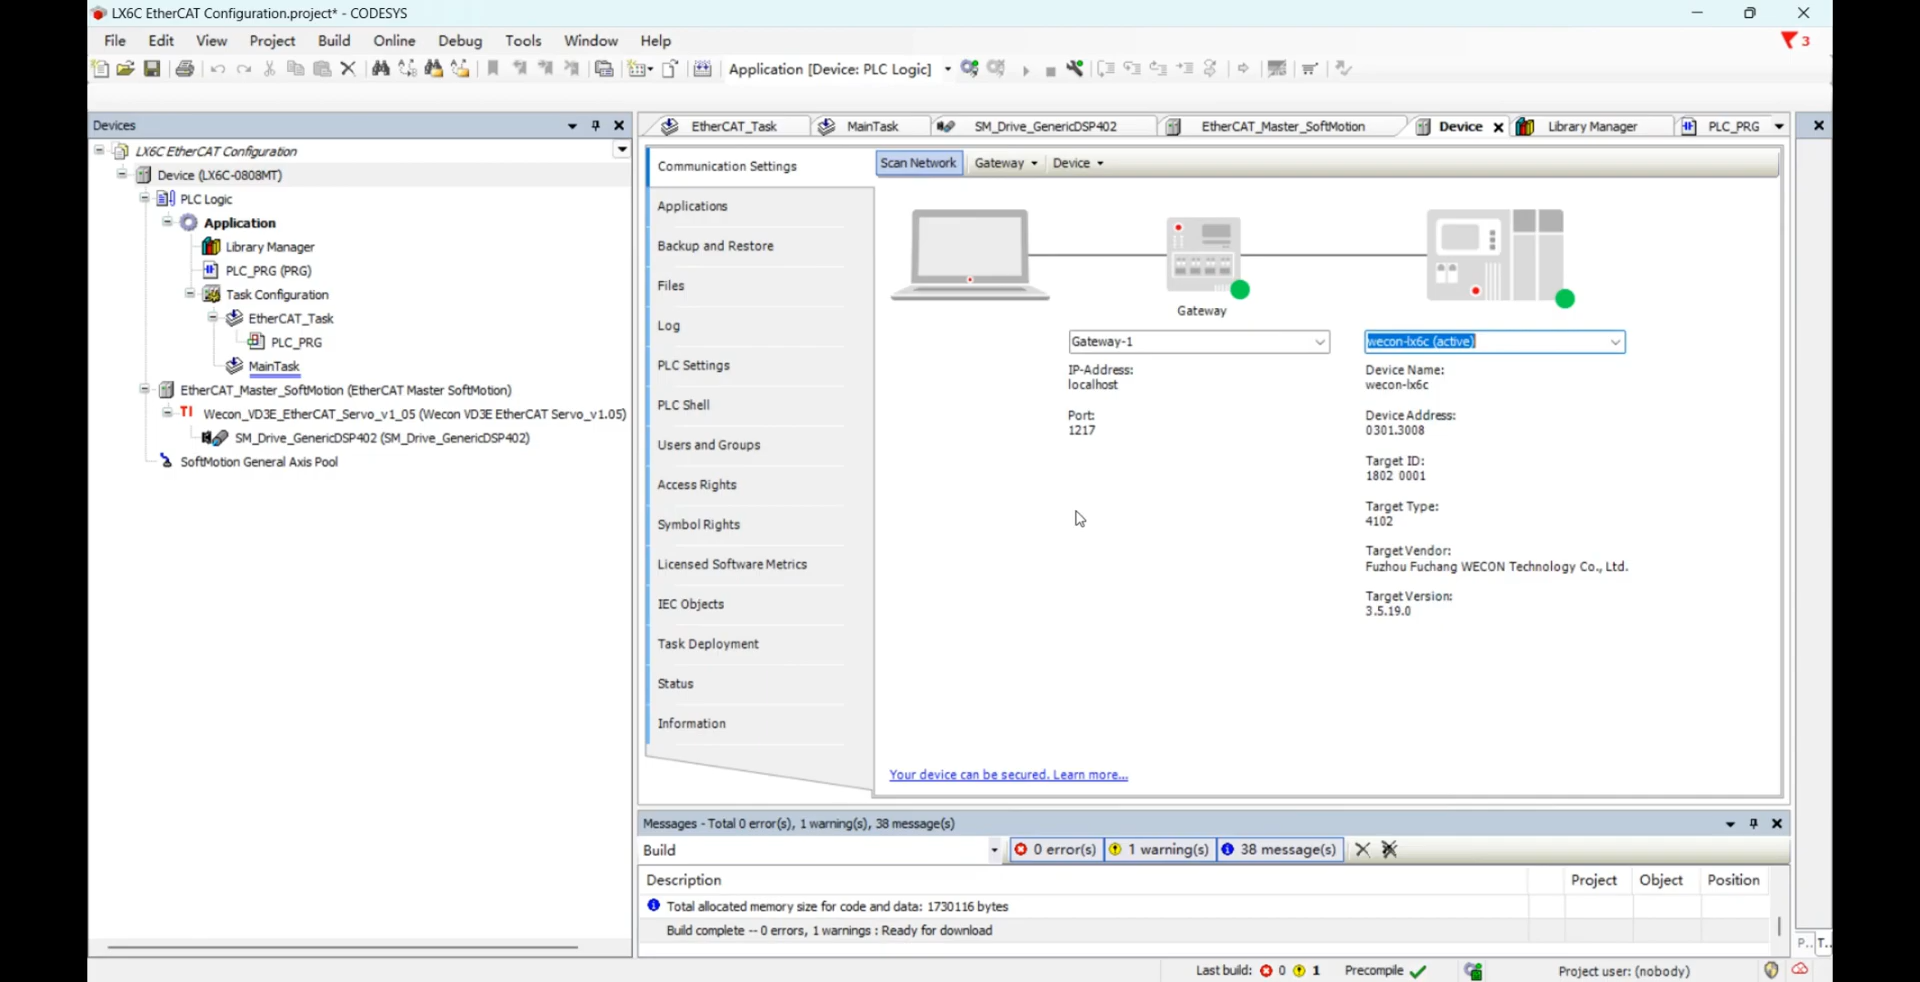 LX6C EtherCAT Configuration.project* - CODESYS
File Edit View Project Build Online Debug Tools Window Help
3
Application [Device: PLC Logic]
Devices
LX6C EtherCAT Configuration
Device (LX6C-0808MT)
PLC Logic
Application
Library Manager
PLC_PRG (PRG)
Task Configuration
EtherCAT_Task
PLC_PRG
MainTask
EtherCAT_Master_SoftMotion (EtherCAT Master SoftMotion)
Wecon_VD3E_EtherCAT_Servo_v1_05 (Wecon VD3E EtherCAT Servo_v1.05)
SM_Drive_GenericDSP402 (SM_Drive_GenericDSP402)
SoftMotion General Axis Pool
EtherCAT_Task MainTask SM_Drive_GenericDSP402 EtherCAT_Master_SoftMotion Device Library Manager PLC_PRG
Communication Settings
Applications
Backup and Restore
Files
Log
PLC Settings
PLC Shell
Users and Groups
Access Rights
Symbol Rights
Licensed Software Metrics
IEC Objects
Task Deployment
Status
Information
Scan Network Gateway Device
Gateway
Gateway-1
IP-Address:
localhost
Port:
1217
wecon-lx6c (active)
Device Name:
wecon-lx6c
Device Address:
0301.3008
Target ID:
1802 0001
Target Type:
4102
Target Vendor:
Fuzhou Fuchang WECON Technology Co., Ltd.
Target Version:
3.5.19.0
Your device can be secured. Learn more...
Messages - Total 0 error(s), 1 warning(s), 38 message(s)
Build 0 error(s) 1 warning(s) 38 message(s)
Description Project Object Position
Total allocated memory size for code and data: 1730116 bytes
Build complete -- 0 errors, 1 warnings : Ready for download
P.. T..
Last build: 0 1 Precompile Project user: (nobody)